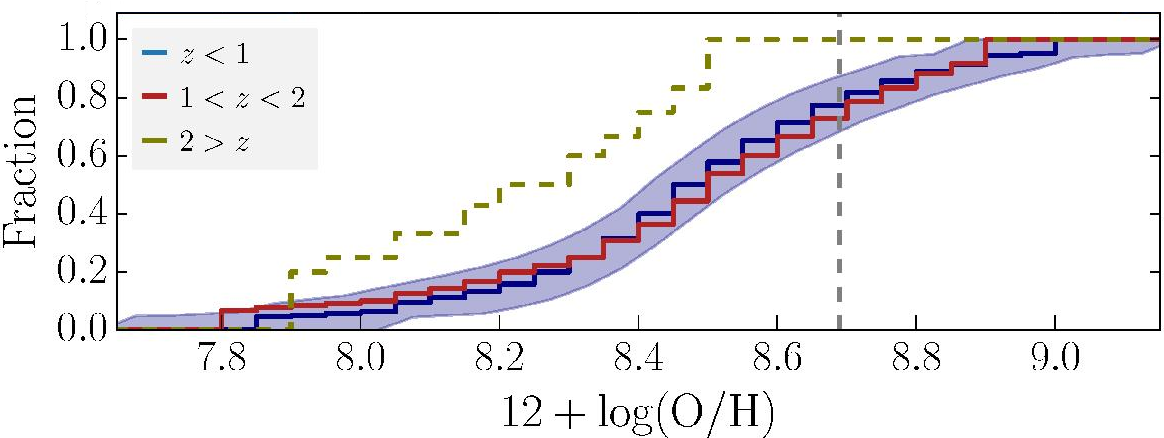 1.0
0.8
0.6
0.4
0.2
0.0
Fraction
z < 1
1 < z < 2
2 > z
7.8 8.0 8.2 8.4 8.6 8.8 9.0
12 + log(O/H)